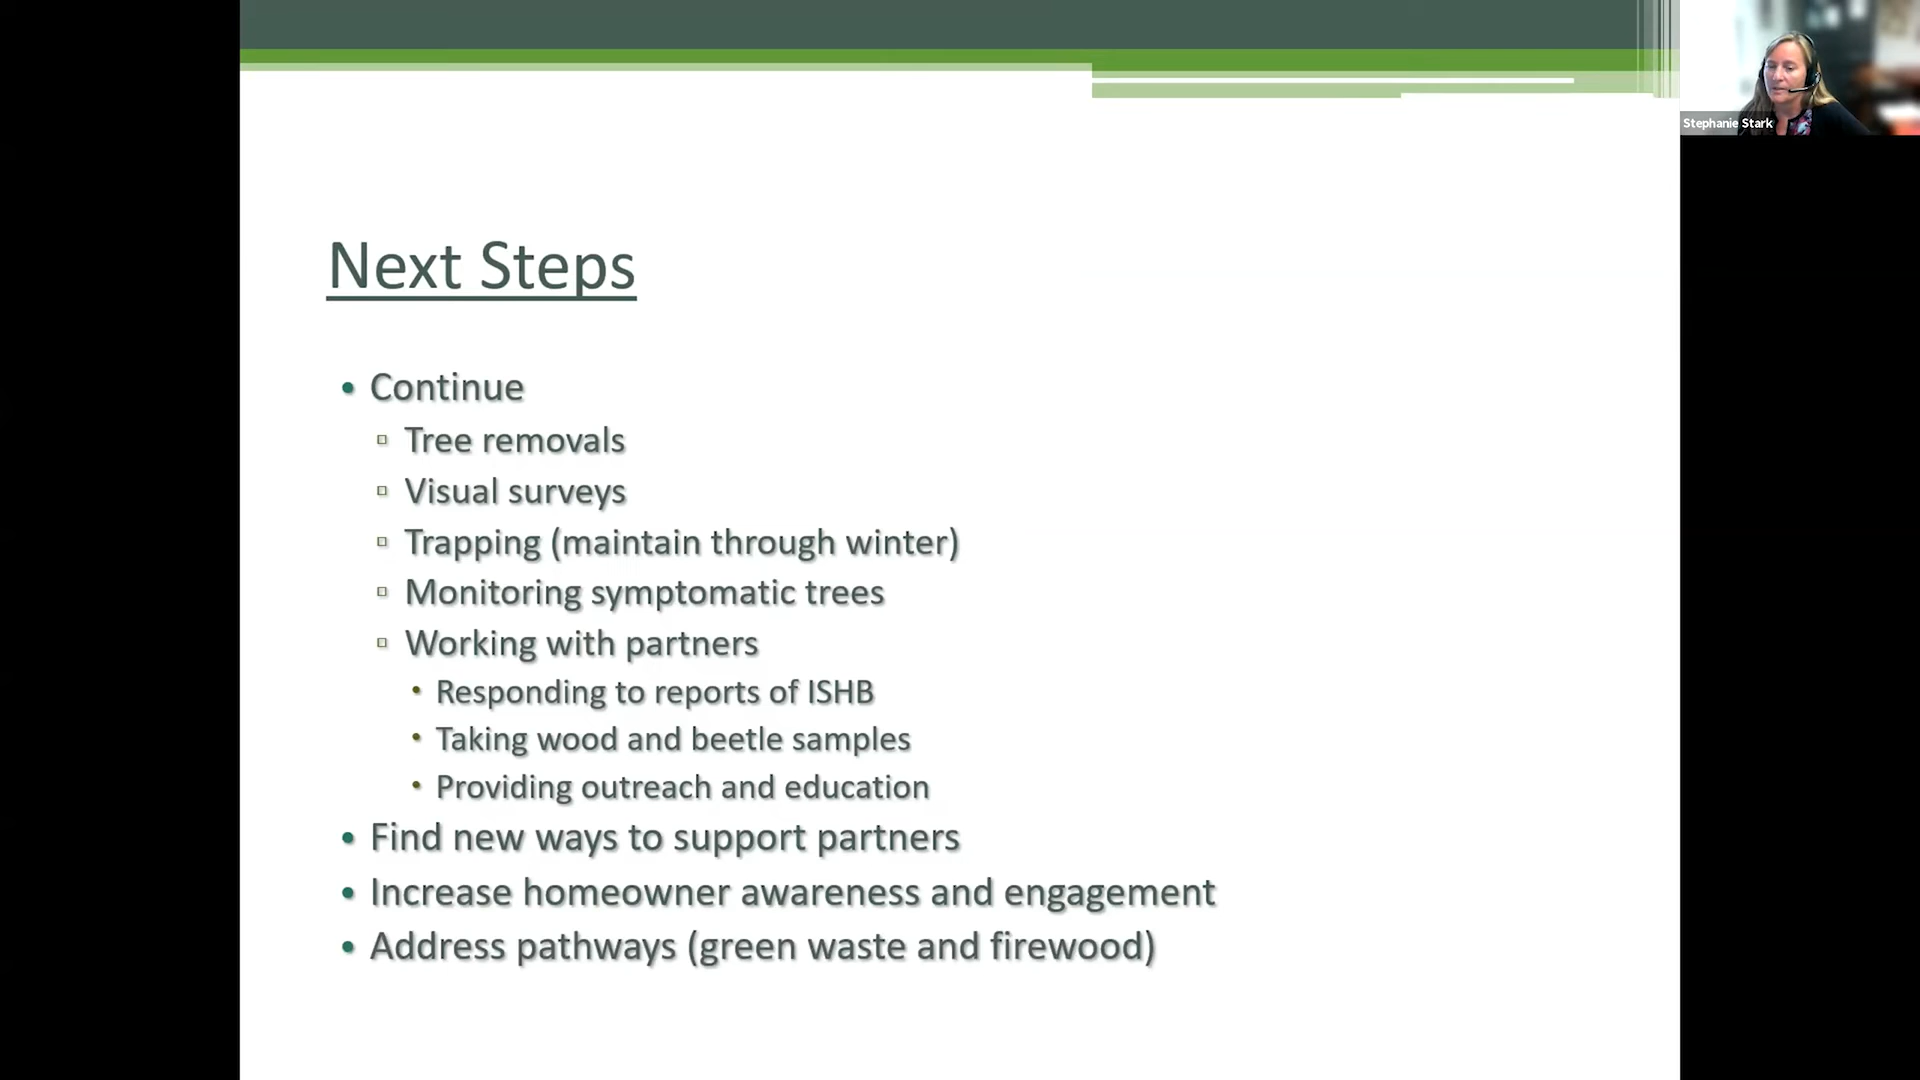 Stephanie Stark
Next Steps
• Continue
▫ Tree removals
▫ Visual surveys
▫ Trapping (maintain through winter)
▫ Monitoring symptomatic trees
▫ Working with partners
• Responding to reports of ISHB
• Taking wood and beetle samples
• Providing outreach and education
• Find new ways to support partners
• Increase homeowner awareness and engagement
• Address pathways (green waste and firewood)